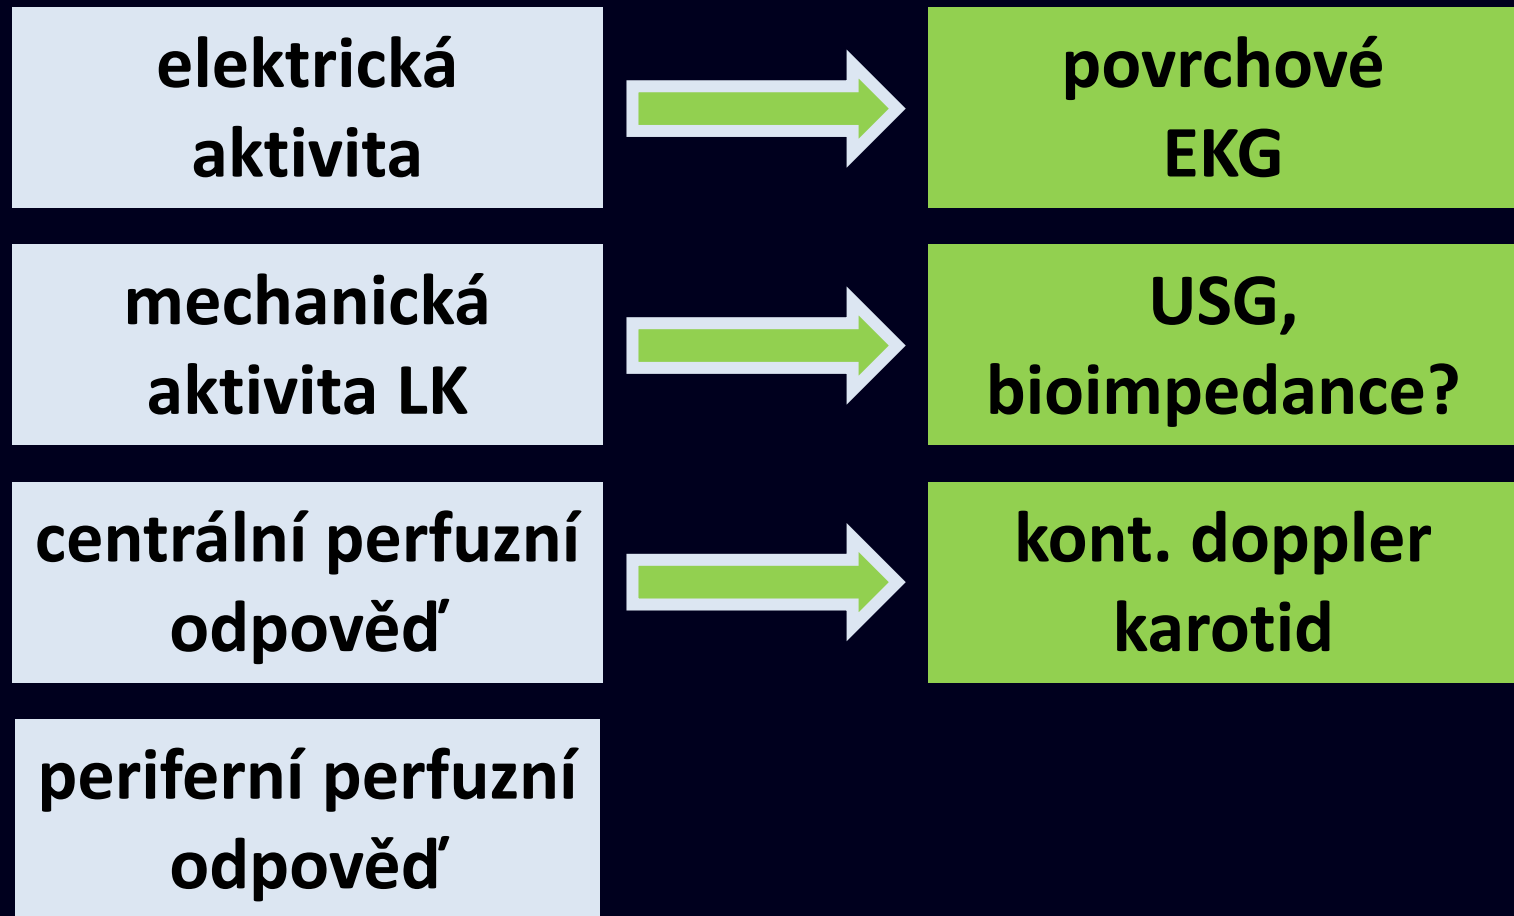 elektrická
aktivita
povrchové
EKG
mechanická
aktivita LK
USG,
bioimpedance?
centrální perfuzní
odpověď
kont. doppler
karotid
periferní perfuzní
odpověď